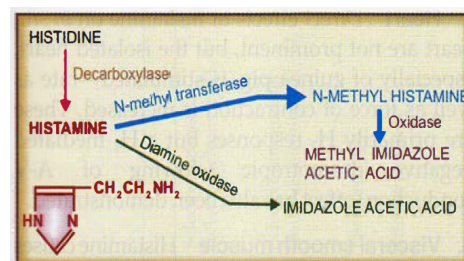 HISTIDINE
Decarboxylase
N-methyl transferase
N-METHYL HISTAMINE
HISTAMINE
Oxidase
Diamine oxidase
METHYL IMIDAZOLE
ACETIC ACID
CH₂CH₂NH₂
HN N
IMIDAZOLE ACETIC ACID